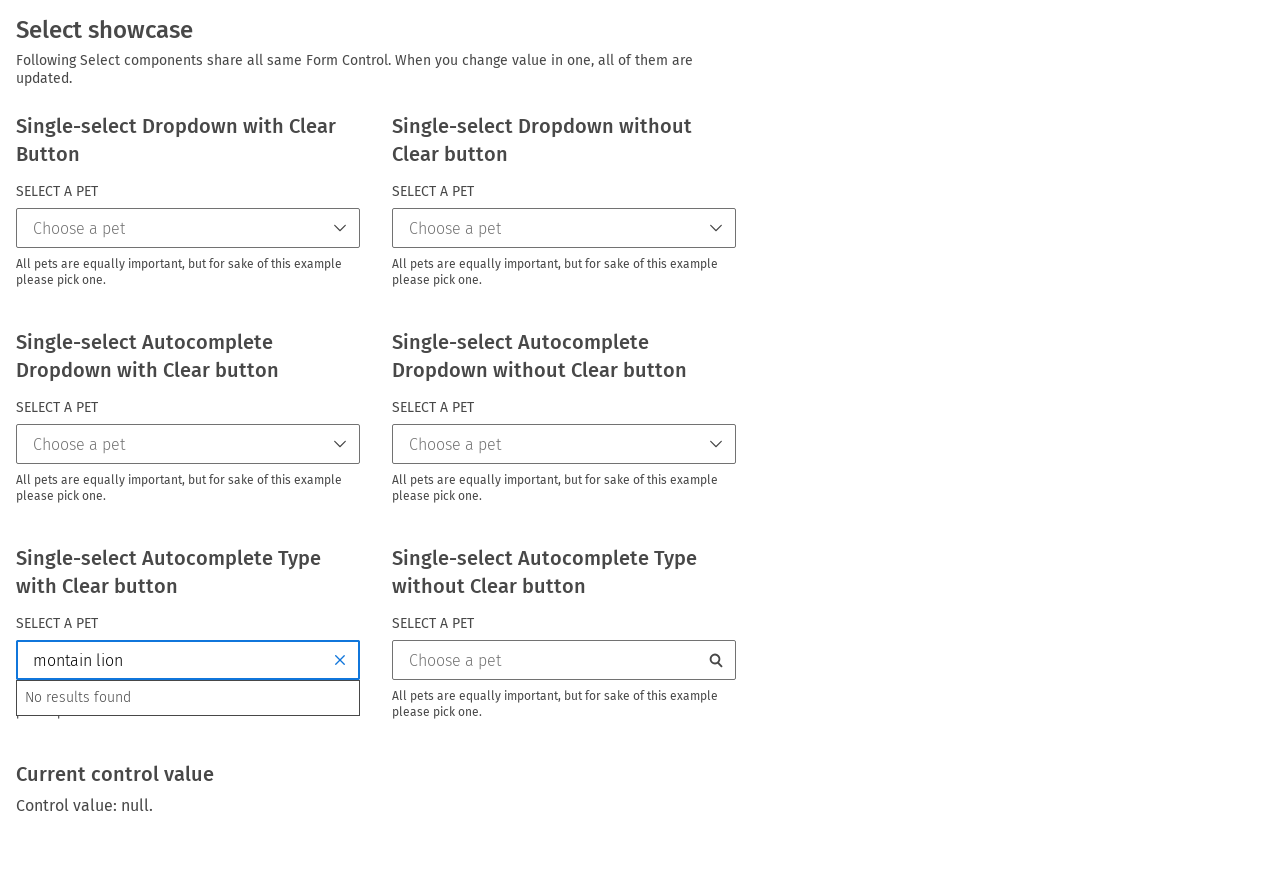 Select showcase
Following Select components share all same Form Control. When you change value in one, all of them are
updated.
Single-select Dropdown with Clear
Button
SELECT A PET
Choose a pet
All pets are equally important, but for sake of this example
please pick one.
Single-select Dropdown without
Clear button
SELECT A PET
Choose a pet
All pets are equally important, but for sake of this example
please pick one.
Single-select Autocomplete
Dropdown with Clear button
SELECT A PET
Choose a pet
All pets are equally important, but for sake of this example
please pick one.
Single-select Autocomplete
Dropdown without Clear button
SELECT A PET
Choose a pet
All pets are equally important, but for sake of this example
please pick one.
Single-select Autocomplete Type
with Clear button
SELECT A PET
montain lion
No results found
Single-select Autocomplete Type
without Clear button
SELECT A PET
Choose a pet
All pets are equally important, but for sake of this example
please pick one.
Current control value
Control value: null.